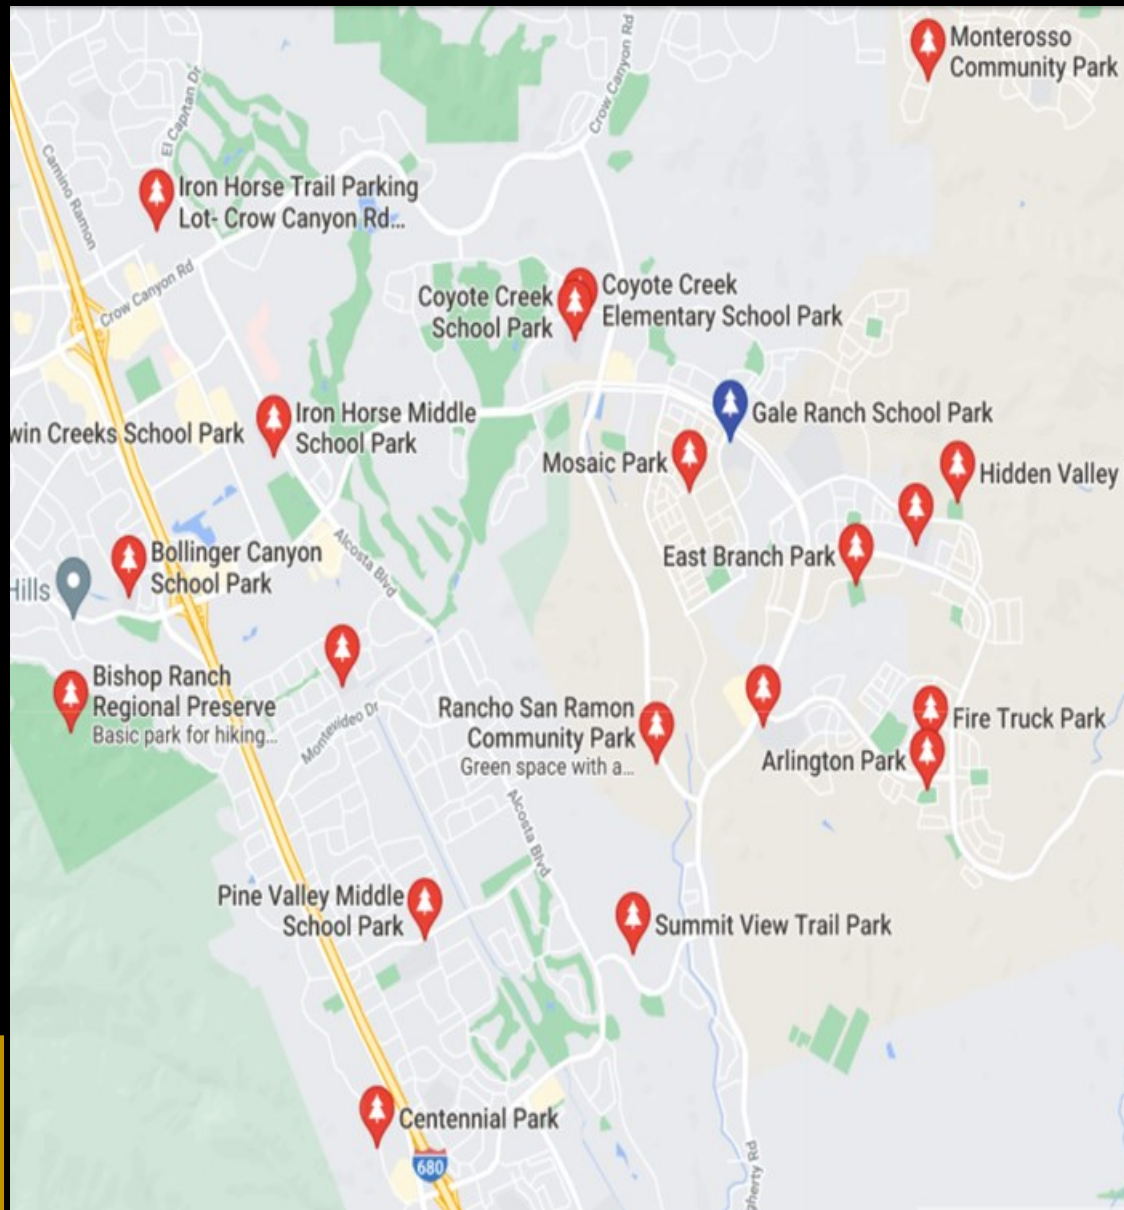 Monterosso
Community Park
Crow Canyon Rd
El Capitan Dr
Camino Ramon
Iron Horse Trail Parking
Lot- Crow Canyon Rd...
Crow Canyon Rd
Coyote Creek
School Park
Coyote Creek
Elementary School Park
Iron Horse Middle
School Park
win Creeks School Park
Gale Ranch School Park
Mosaic Park
Hidden Valley
East Branch Park
Alcosta Blvd
Bollinger Canyon
School Park
Hills
Bishop Ranch
Regional Preserve
Basic park for hiking...
Montevideo Dr
Rancho San Ramon
Community Park
Green space with a...
Fire Truck Park
Arlington Park
Alcosta Blvd
Pine Valley Middle
School Park
Summit View Trail Park
Centennial Park
680
gherty Rd